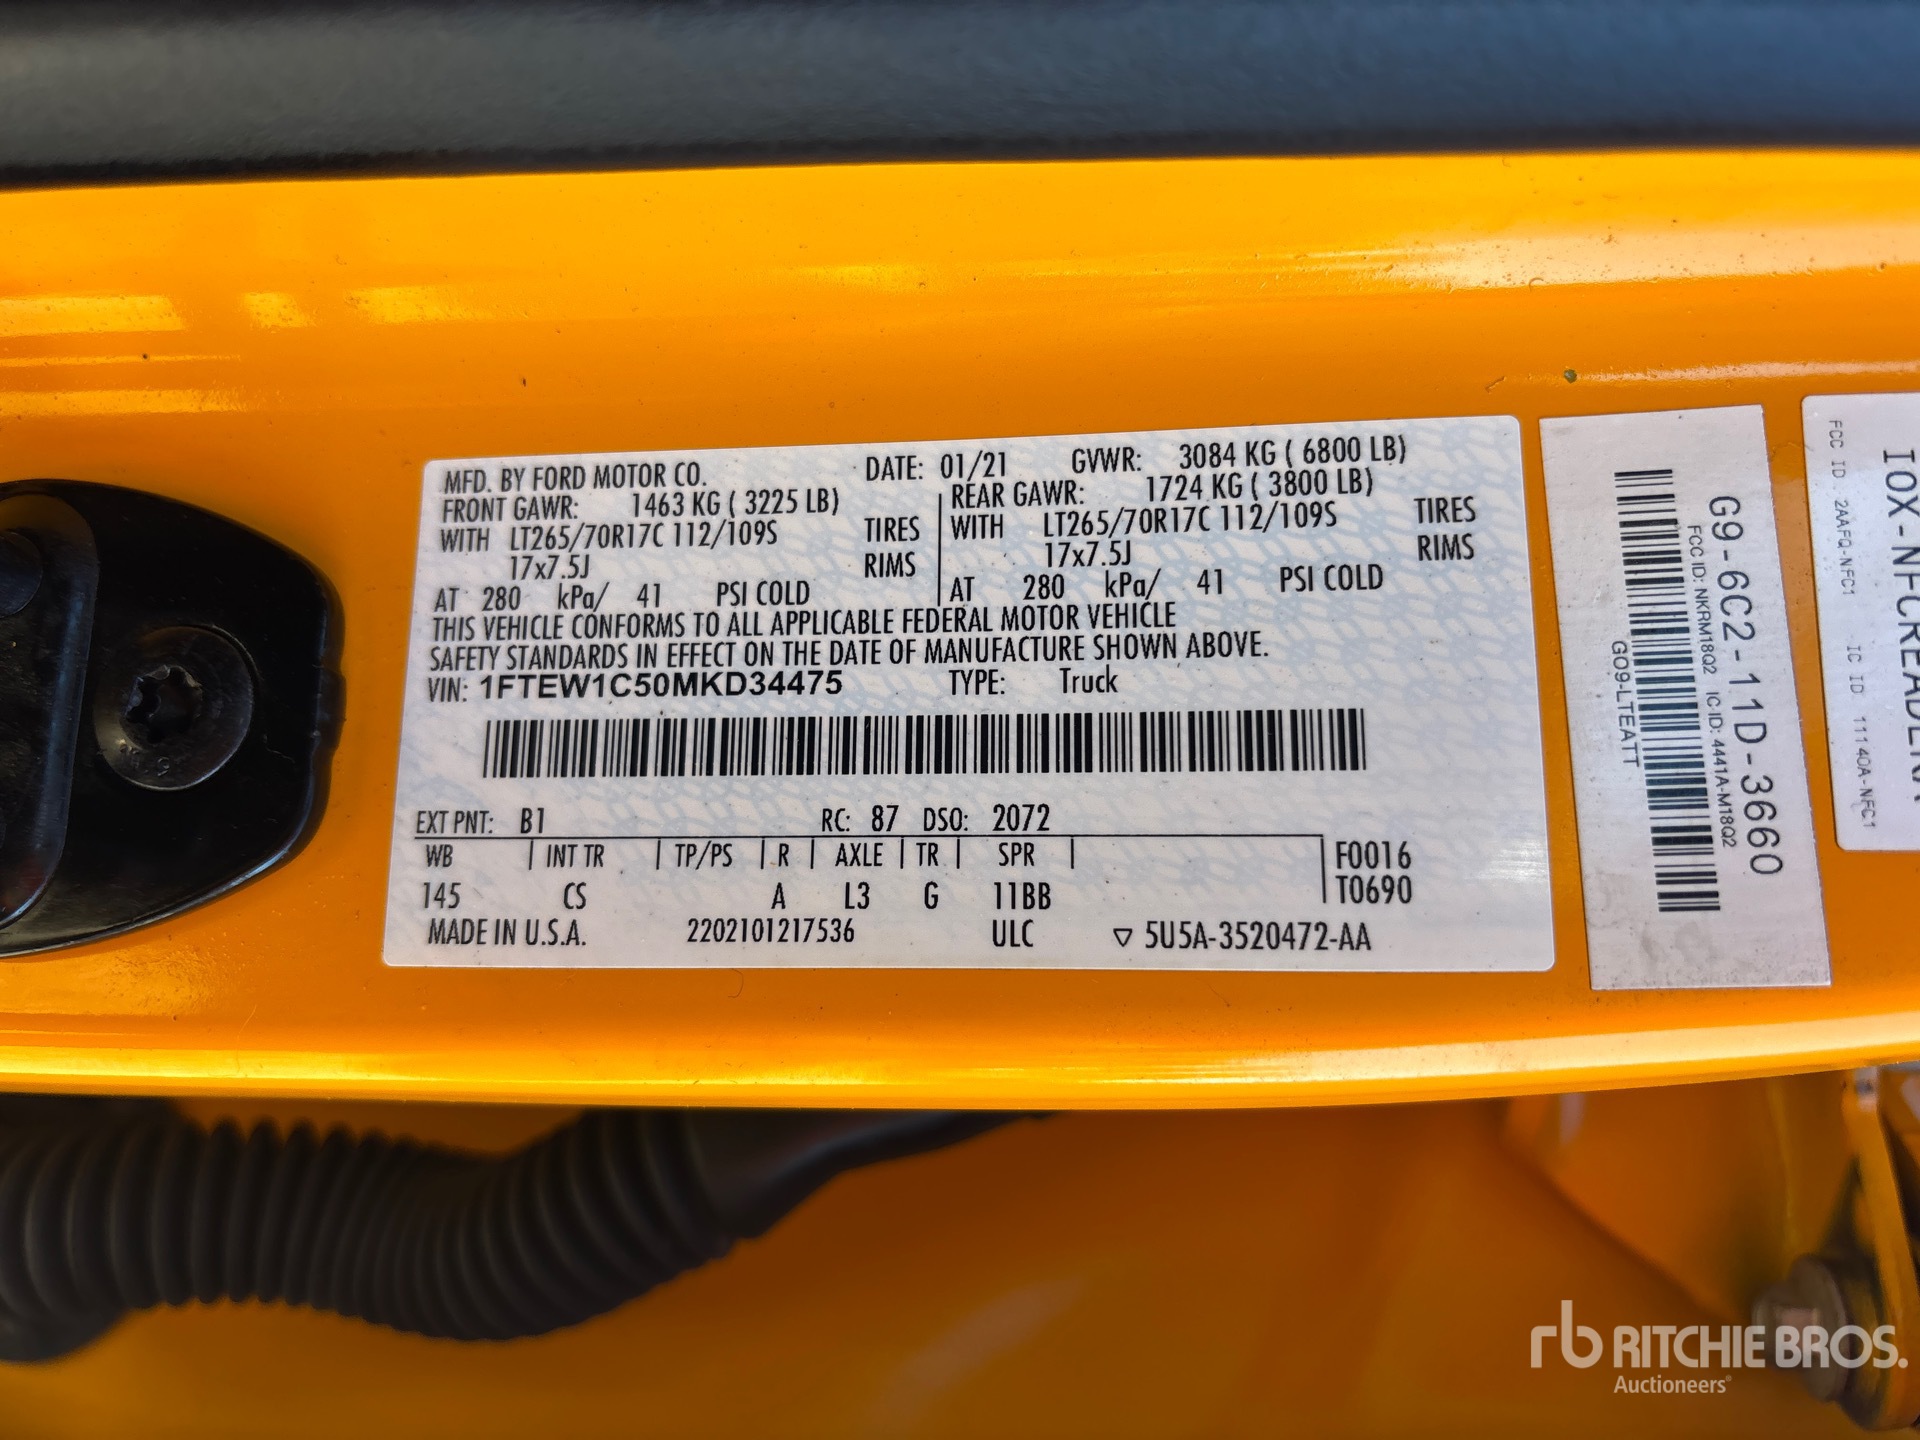 MFD. BY FORD MOTOR CO. DATE: 01/21 GVWR: 3084 KG ( 6800 LB)
FRONT GAWR: 1463 KG ( 3225 LB) REAR GAWR: 1724 KG ( 3800 LB)
WITH LT265/70R17C 112/109S TIRES WITH LT265/70R17C 112/109S TIRES
17x7.5J RIMS 17x7.5J RIMS
AT 280 kPa/ 41 PSI COLD AT 280 kPa/ 41 PSI COLD
THIS VEHICLE CONFORMS TO ALL APPLICABLE FEDERAL MOTOR VEHICLE
SAFETY STANDARDS IN EFFECT ON THE DATE OF MANUFACTURE SHOWN ABOVE.
VIN: 1FTEW1C50MKD34475 TYPE: Truck
EXT PNT: B1 RC: 87 DSO: 2072
WB INT TR TP/PS R AXLE TR SPR F0016
145 CS A L3 G 11BB T0690
MADE IN U.S.A. 2202101217536 ULC ▽ 5U5A-3520472-AA
G9-6C2-11D-3660
FCC ID: NKRM18Q2 IC-ID: 4441A-M18Q2
GO9-LTEATT
IOX-NFCREADERA
FCC ID 2AAFQ-NFC1 IC ID 11140A-NFC1
rb RITCHIE BROS.
Auctioneers